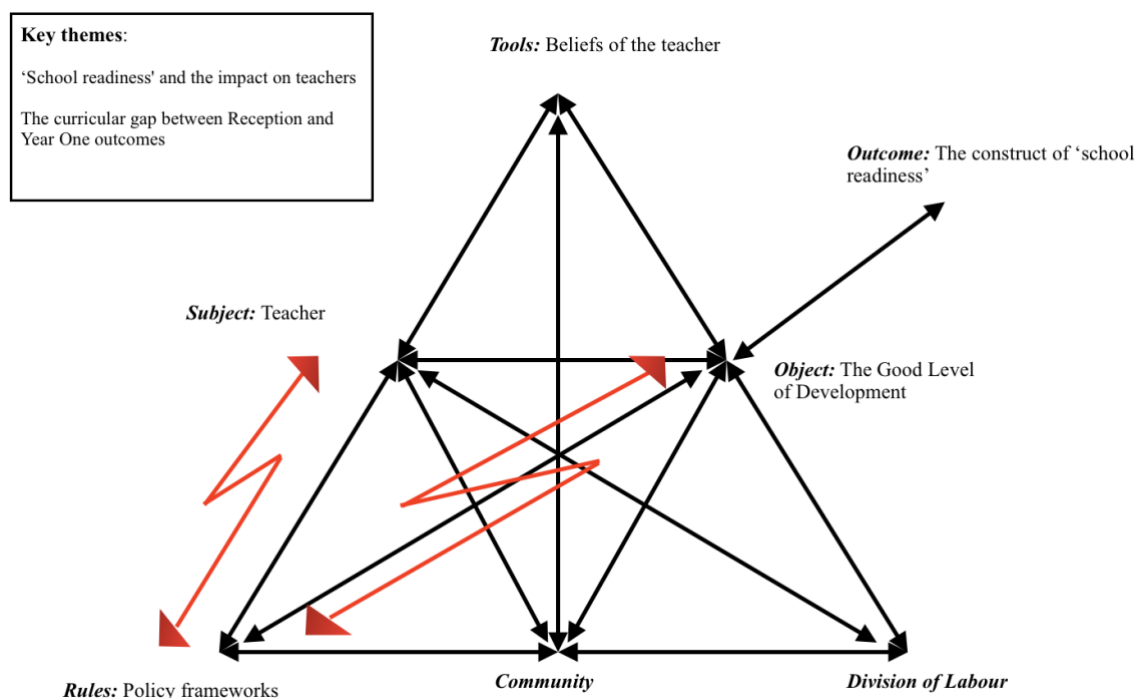 Key themes:
‘School readiness' and the impact on teachers
The curricular gap between Reception and
Year One outcomes
Tools: Beliefs of the teacher
Outcome: The construct of ‘school
readiness’
Subject: Teacher
Object: The Good Level
of Development
Rules: Policy frameworks
Community
Division of Labour